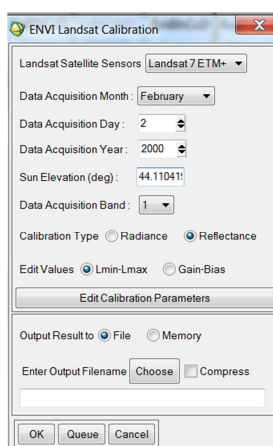 ENVI Landsat Calibration
Landsat Satellite Sensors Landsat 7 ETM+
Data Acquisition Month : February
Data Acquisition Day : 2
Data Acquisition Year : 2000
Sun Elevation (deg) : 44.11041
Data Acquisition Band : 1
Calibration Type Radiance Reflectance
Edit Values Lmin-Lmax Gain-Bias
Edit Calibration Parameters
Output Result to File Memory
Enter Output Filename Choose Compress
OK Queue Cancel